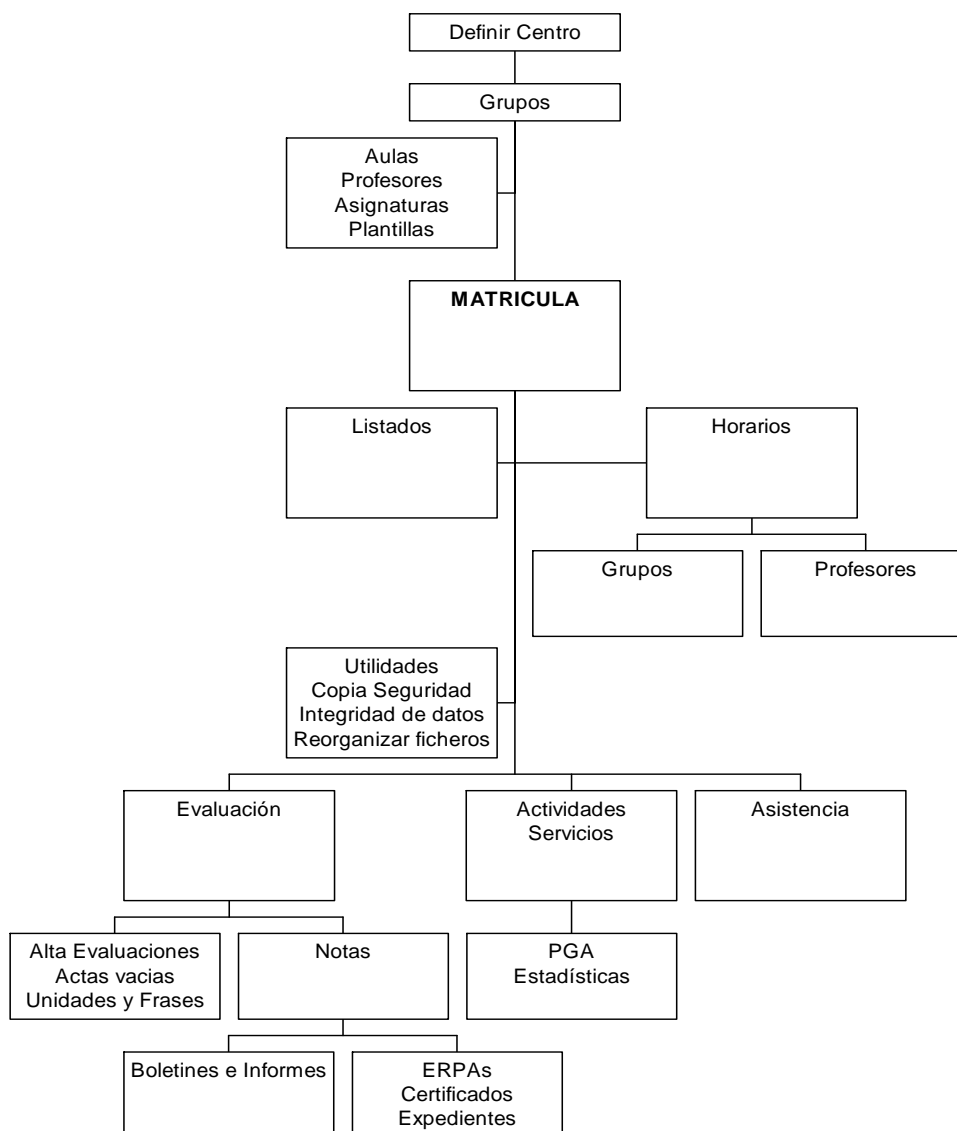 Definir Centro
Grupos
Aulas
Profesores
Asignaturas
Plantillas
MATRICULA
Listados
Horarios
Grupos
Profesores
Utilidades
Copia Seguridad
Integridad de datos
Reorganizar ficheros
Evaluación
Actividades
Servicios
Asistencia
Alta Evaluaciones
Actas vacias
Unidades y Frases
Notas
PGA
Estadísticas
Boletines e Informes
ERPAs
Certificados
Expedientes